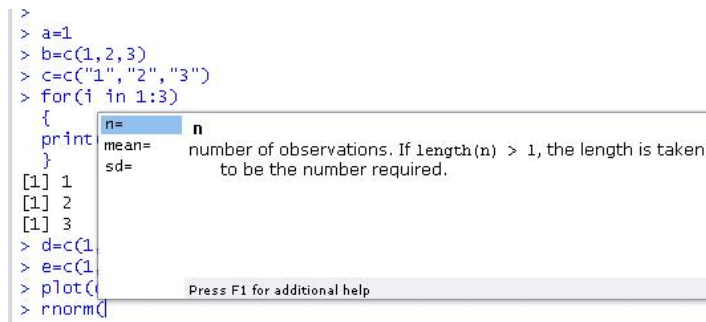 >
> a=1
> b=c(1,2,3)
> c=c("1","2","3")
> for(i in 1:3)
{
print(
}
[1] 1
[1] 2
[1] 3
> d=c(1,
> e=c(1,
> plot(
> rnorm(
n=
mean=
sd=
n
number of observations. If length(n) > 1, the length is taken
to be the number required.
Press F1 for additional help